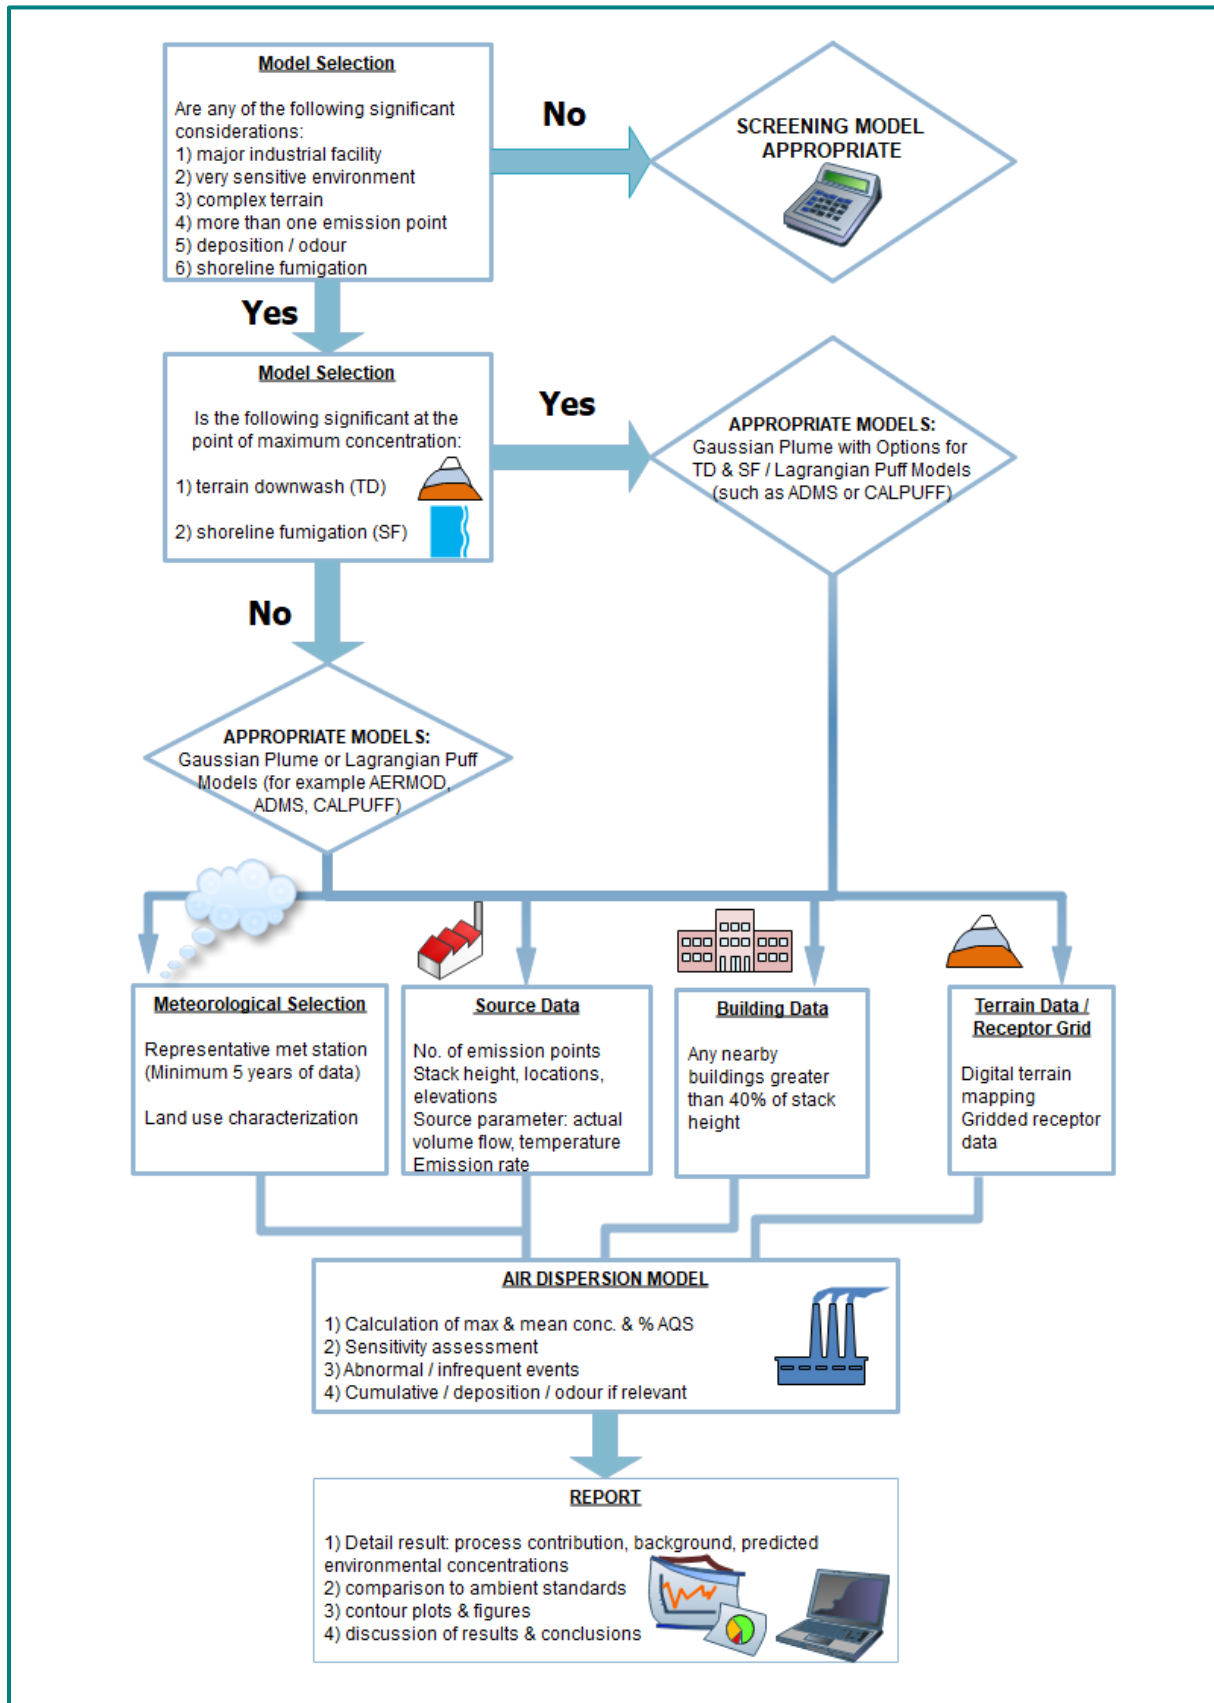 Model Selection
Are any of the following significant
considerations:
1) major industrial facility
2) very sensitive environment
3) complex terrain
4) more than one emission point
5) deposition / odour
6) shoreline fumigation
No
SCREENING MODEL
APPROPRIATE
Yes
Model Selection
Is the following significant at the
point of maximum concentration:
1) terrain downwash (TD)
2) shoreline fumigation (SF)
Yes
APPROPRIATE MODELS:
Gaussian Plume with Options for
TD & SF / Lagrangian Puff Models
(such as ADMS or CALPUFF)
No
APPROPRIATE MODELS:
Gaussian Plume or Lagrangian Puff
Models (for example AERMOD,
ADMS, CALPUFF)
Meteorological Selection
Representative met station
(Minimum 5 years of data)
Land use characterization
Source Data
No. of emission points
Stack height, locations,
elevations
Source parameter: actual
volume flow, temperature
Emission rate
Building Data
Any nearby
buildings greater
than 40% of stack
height
Terrain Data /
Receptor Grid
Digital terrain
mapping
Gridded receptor
data
AIR DISPERSION MODEL
1) Calculation of max & mean conc. & % AQS
2) Sensitivity assessment
3) Abnormal / infrequent events
4) Cumulative / deposition / odour if relevant
REPORT
1) Detail result: process contribution, background, predicted
environmental concentrations
2) comparison to ambient standards
3) contour plots & figures
4) discussion of results & conclusions